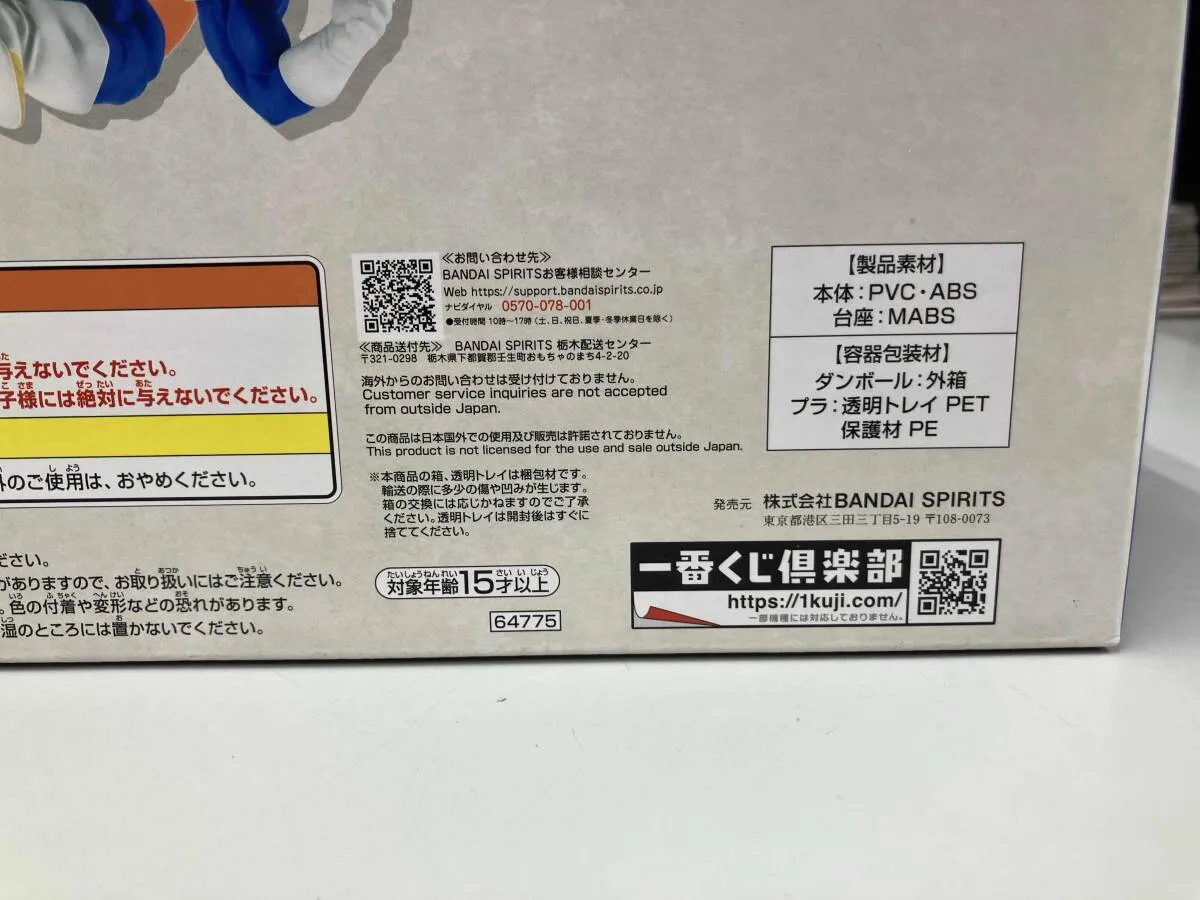 与えないでください。
子様には絶対に与えないでください。
のご使用は、おやめください。
ださい。
がありますので、お取り扱いにはご注意ください。
色の付着や変形などの恐れがあります。
湿のところには置かないでください。
≪お問い合わせ先≫
BANDAI SPIRITSお客様相談センター
Web https://support.bandaispirits.co.jp
ナビダイヤル 0570-078-001
●受付時間 10時〜17時(土、日、祝日、夏季・冬季休業日を除く)
≪商品送付先≫ BANDAI SPIRITS 栃木配送センター
〒321-0298 栃木県下都賀郡壬生町おもちゃのまち4-2-20
海外からのお問い合わせは受け付けておりません。
Customer service inquiries are not accepted
from outside Japan.
この商品は日本国外での使用及び販売は許諾されておりません。
This product is not licensed for the use and sale outside Japan.
※本商品の箱、透明トレイは梱包材です。
輸送の際に多少の傷や凹みが生じます。
箱の交換には応じかねますのでご了承
ください。透明トレイは開封後はすぐに
捨ててください。
対象年齢15才以上
64775
【製品素材】
本体:PVC・ABS
台座:MABS
【容器包装材】
ダンボール:外箱
プラ:透明トレイ PET
保護材 PE
発売元 株式会社BANDAI SPIRITS
東京都港区三田三丁目5-19 〒108-0073
一番くじ倶楽部
https://1kuji.com/
一部機種には対応しておりません。